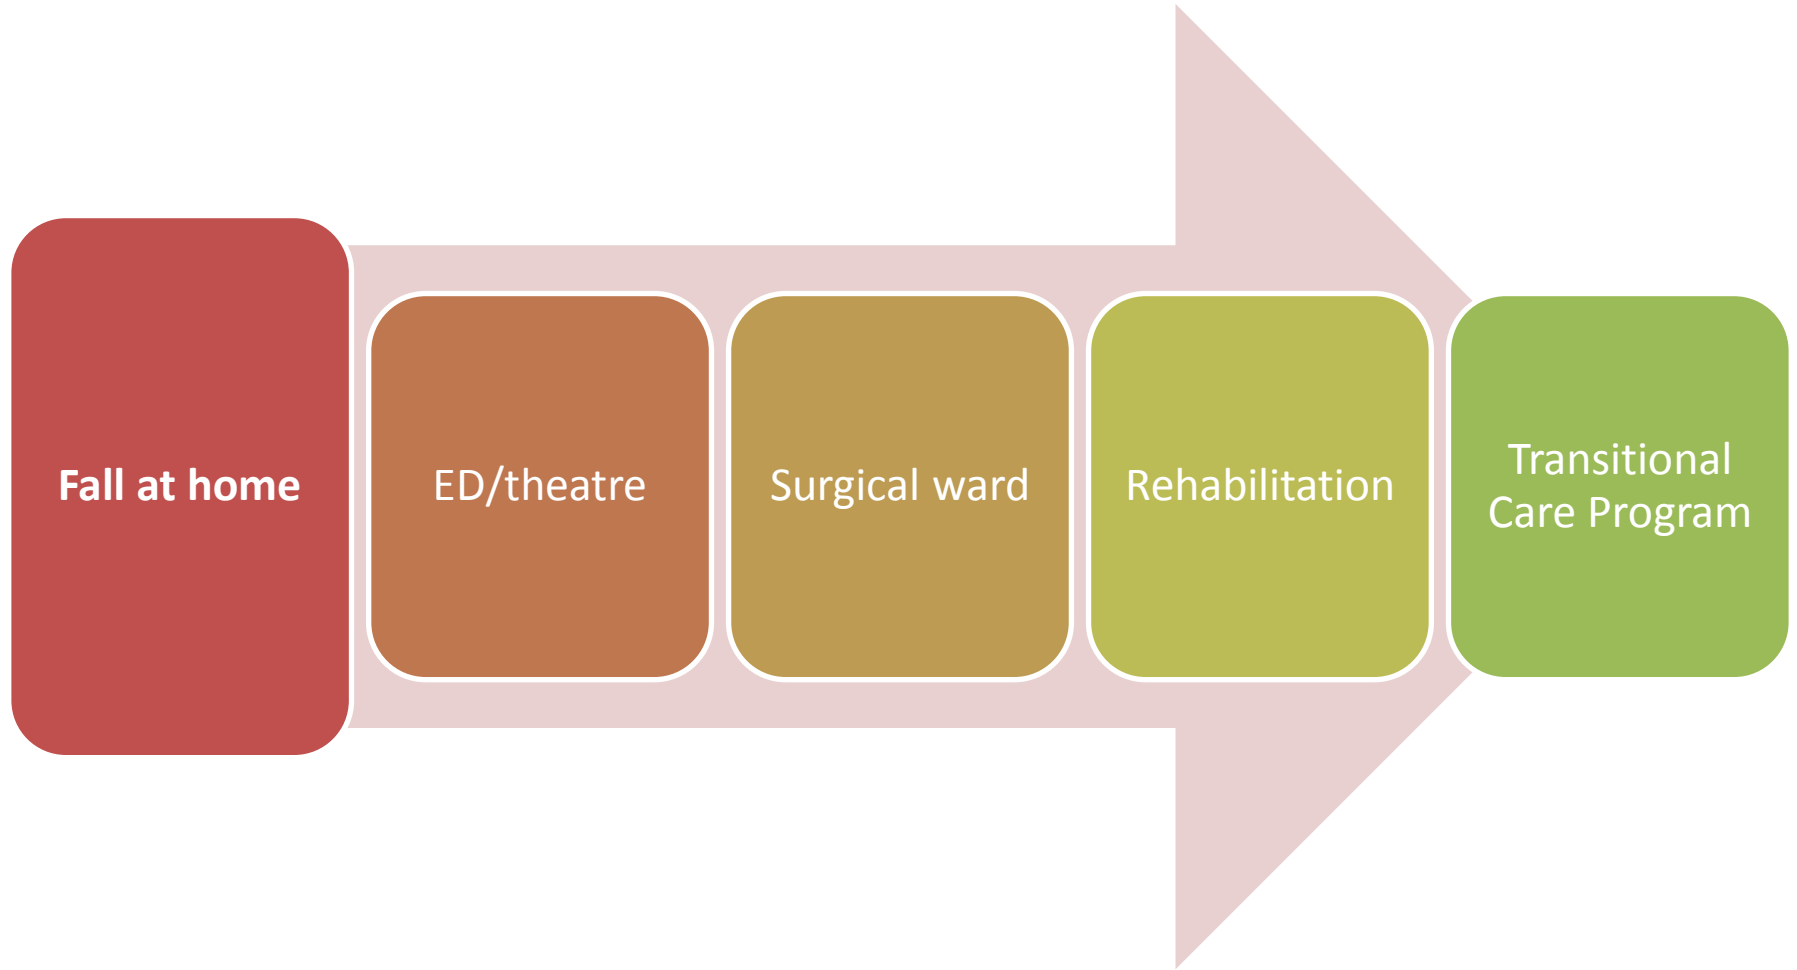 Fall at home
ED/theatre
Surgical ward
Rehabilitation
Transitional
Care Program